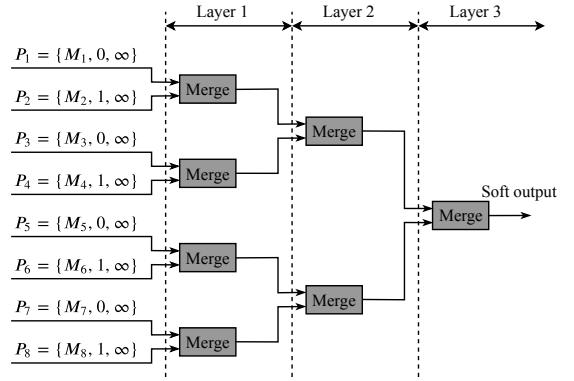 Layer 1
Layer 2
Layer 3
P₁ = {M₁, 0, ∞}
Merge
P₂ = {M₂, 1, ∞}
Merge
P₃ = {M₃, 0, ∞}
Merge
P₄ = {M₄, 1, ∞}
Soft output
Merge
P₅ = {M₅, 0, ∞}
Merge
P₆ = {M₆, 1, ∞}
Merge
P₇ = {M₇, 0, ∞}
Merge
P₈ = {M₈, 1, ∞}